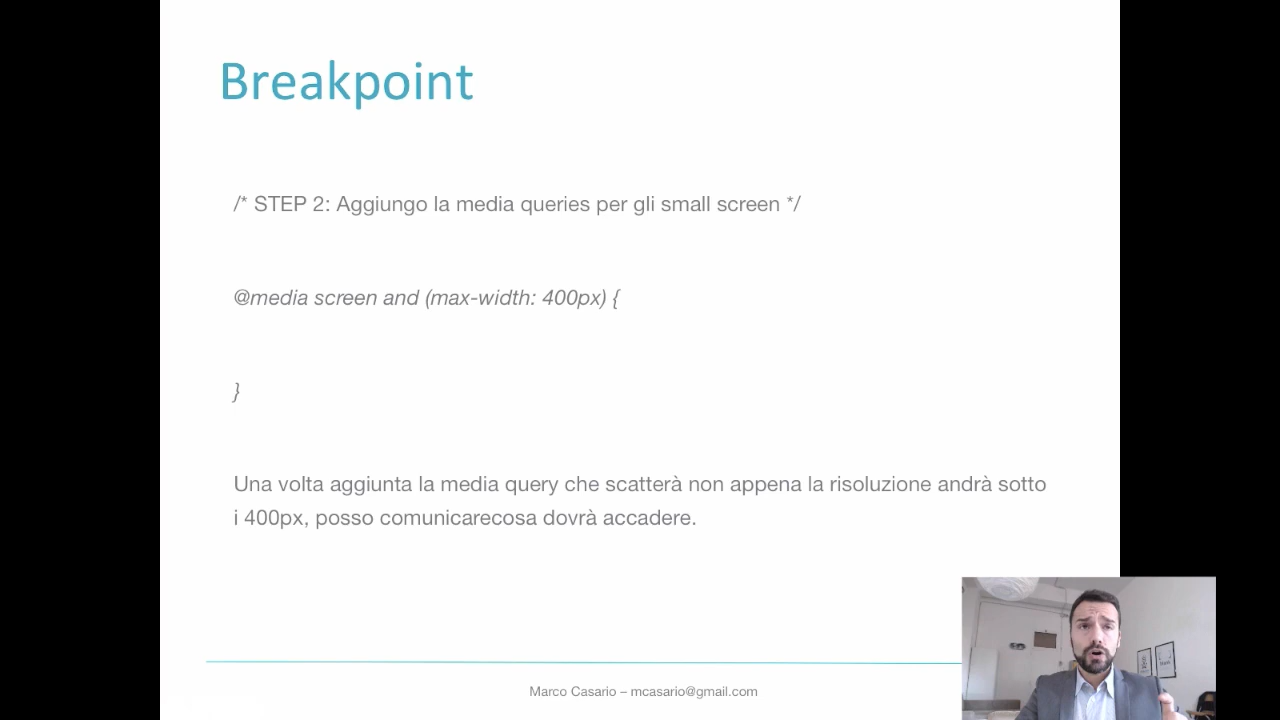 Breakpoint
/* STEP 2: Aggiungo la media queries per gli small screen */
@media screen and (max-width: 400px) {
}
Una volta aggiunta la media query che scatterà non appena la risoluzione andrà sotto
i 400px, posso comunicarecosa dovrà accadere.
Marco Casario – mcasario@gmail.com